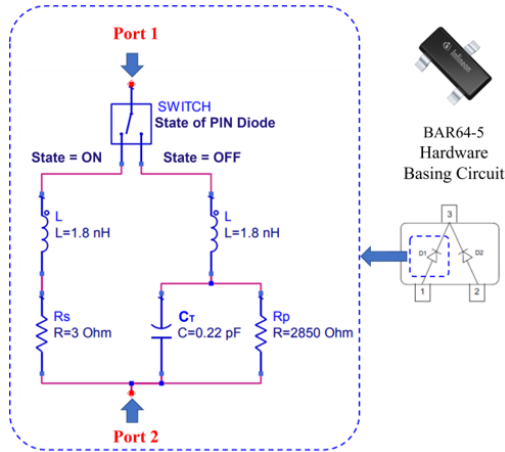 Port 1
SWITCH
State of PIN Diode
State = ON
State = OFF
L
L=1.8 nH
L
L=1.8 nH
Rs
R=3 Ohm
CT
C=0.22 pF
Rp
R=2850 Ohm
Port 2
infineon
BAR64-5
Hardware
Basing Circuit
3
D1
D2
1
2